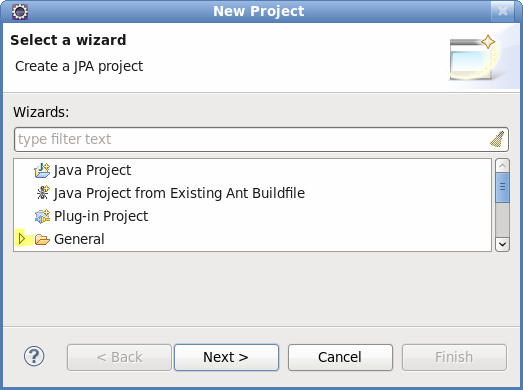 New Project
Select a wizard
Create a JPA project
Wizards:
type filter text
Java Project
Java Project from Existing Ant Buildfile
Plug-in Project
General
?
< Back
Next >
Cancel
Finish